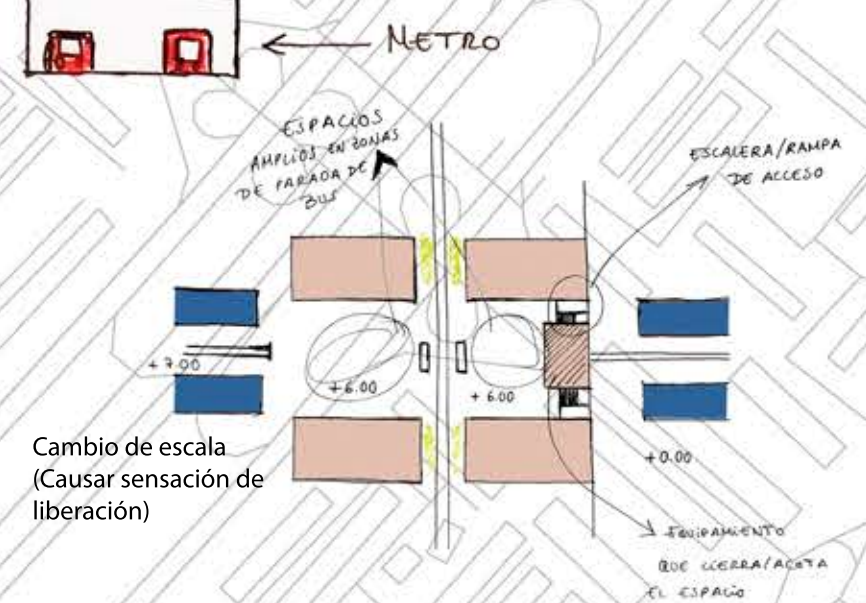 METRO
ESPACIOS
AMPLIOS EN ZONAS
DE PARADA DE
BUS
ESCALERA/RAMPA
DE ACCESO
+7.00
+6.00
+6.00
+0.00
Cambio de escala
(Causar sensación de
liberación)
EQUIPAMIENTO
QUE CIERRA/ACOTA
EL ESPACIO